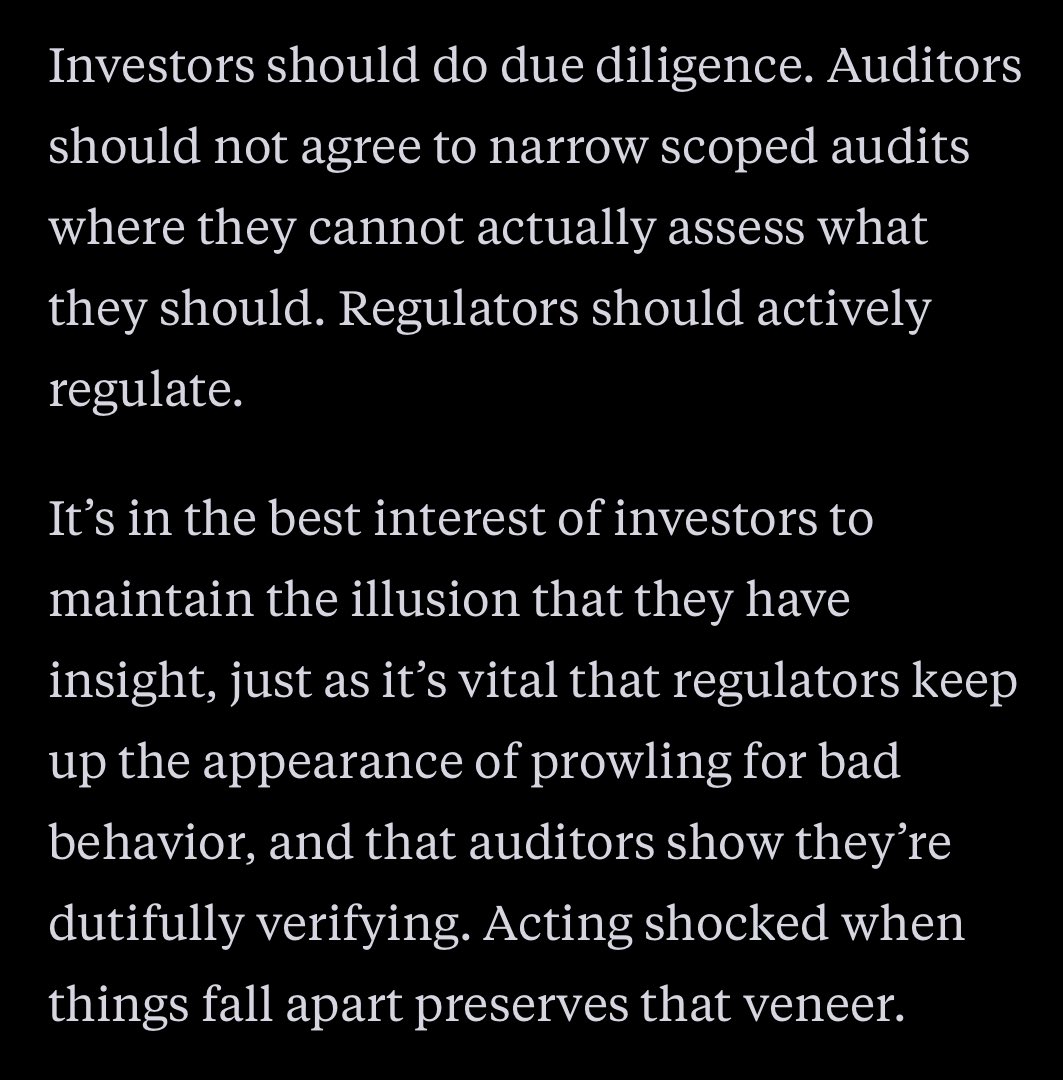 Investors should do due diligence. Auditors
should not agree to narrow scoped audits
where they cannot actually assess what
they should. Regulators should actively
regulate.
It’s in the best interest of investors to
maintain the illusion that they have
insight, just as it’s vital that regulators keep
up the appearance of prowling for bad
behavior, and that auditors show they’re
dutifully verifying. Acting shocked when
things fall apart preserves that veneer.